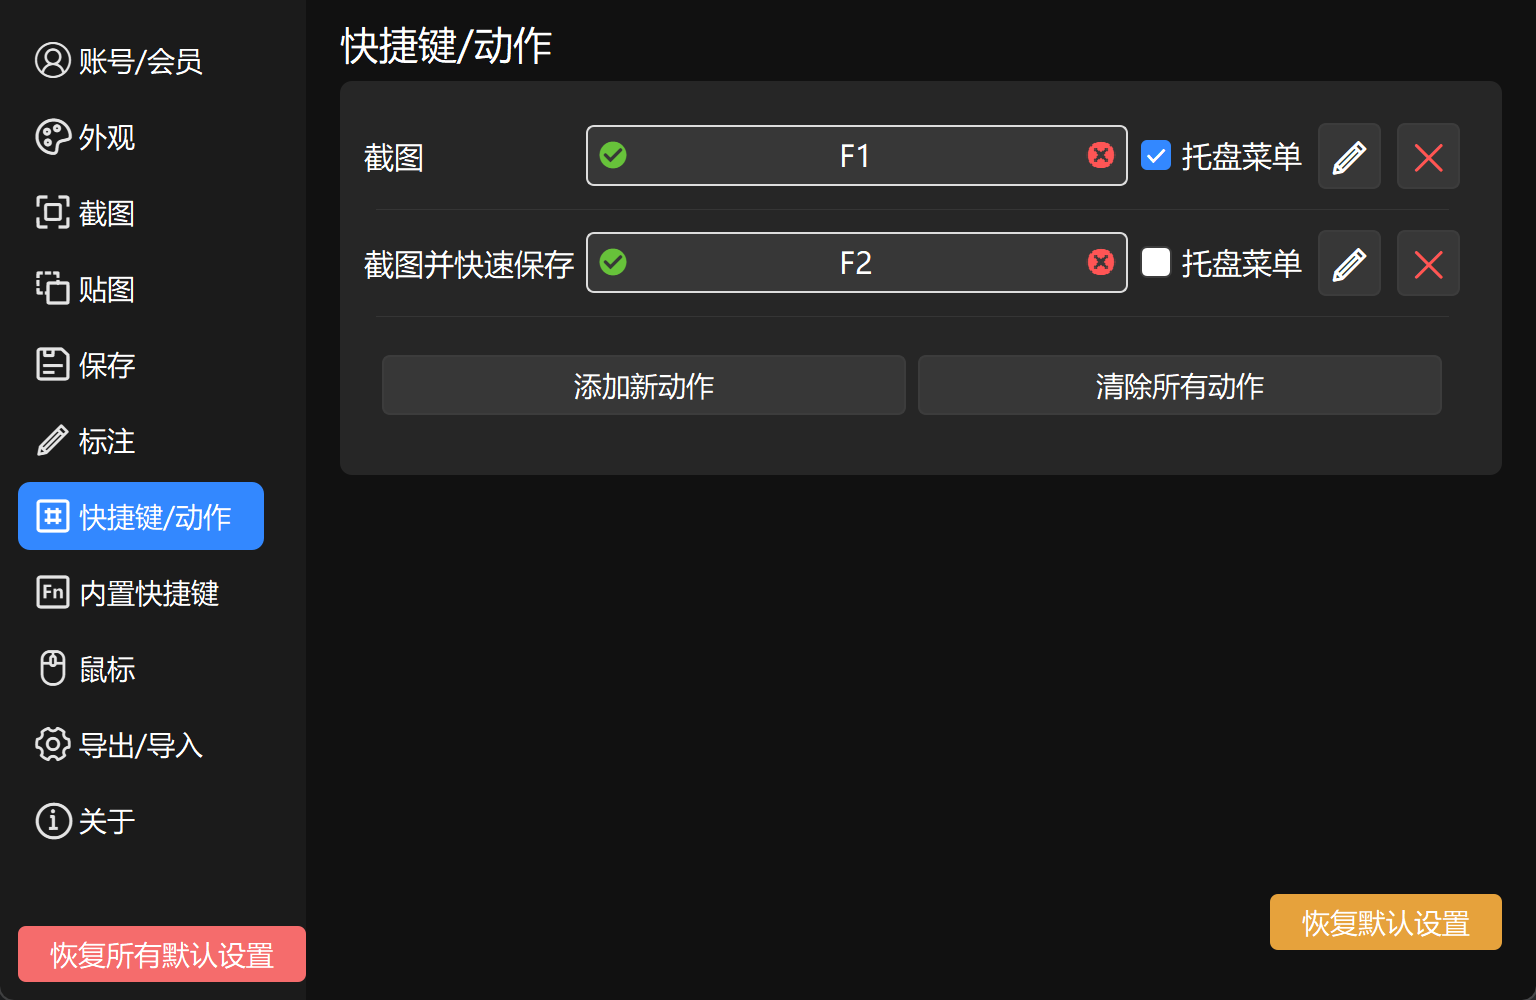 账号/会员
外观
截图
贴图
保存
标注
快捷键/动作
Fn 内置快捷键
鼠标
导出/导入
关于
恢复所有默认设置
快捷键/动作
截图 F1 托盘菜单
截图并快速保存 F2 托盘菜单
添加新动作 清除所有动作
恢复默认设置